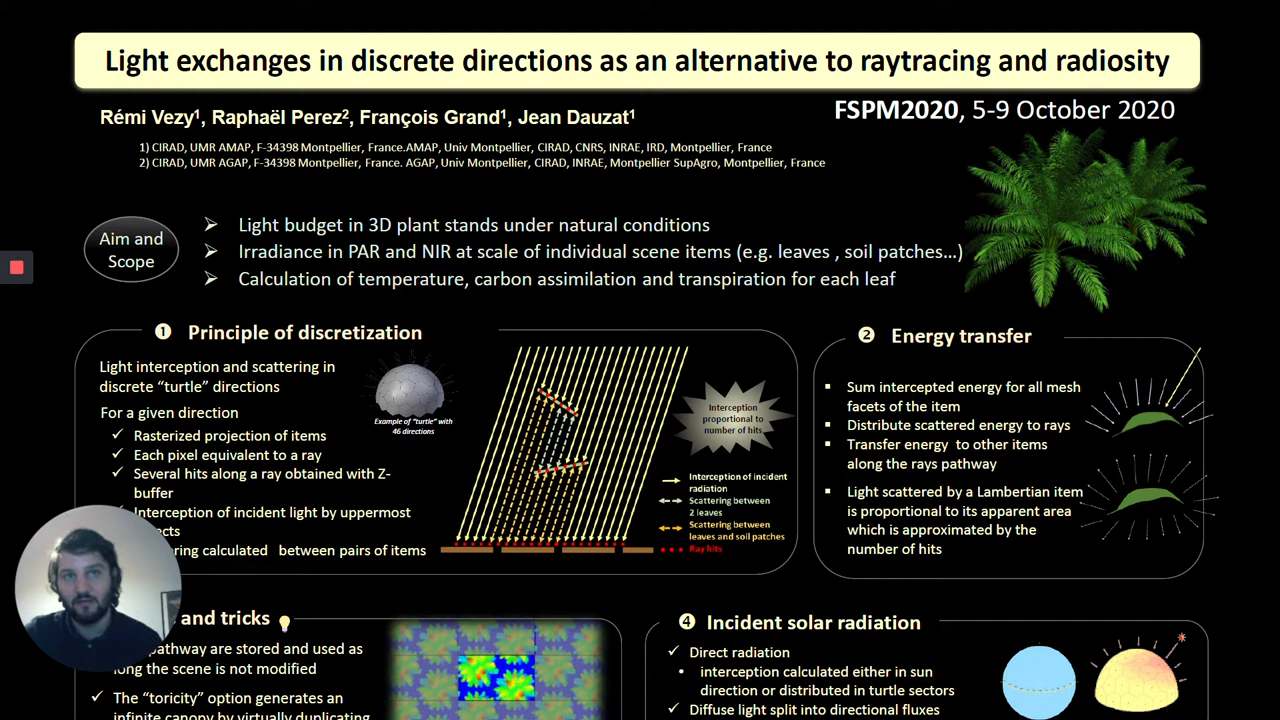 Light exchanges in discrete directions as an alternative to raytracing and radiosity
Rémi Vezy¹, Raphaël Perez², François Grand¹, Jean Dauzat¹
FSPM2020, 5-9 October 2020
1) CIRAD, UMR AMAP, F-34398 Montpellier, France.AMAP, Univ Montpellier, CIRAD, CNRS, INRAE, IRD, Montpellier, France
2) CIRAD, UMR AGAP, F-34398 Montpellier, France. AGAP, Univ Montpellier, CIRAD, INRAE, Montpellier SupAgro, Montpellier, France
Aim and
Scope
➢ Light budget in 3D plant stands under natural conditions
➢ Irradiance in PAR and NIR at scale of individual scene items (e.g. leaves , soil patches...)
➢ Calculation of temperature, carbon assimilation and transpiration for each leaf
❶ Principle of discretization
Light interception and scattering in
discrete “turtle” directions
For a given direction
✓ Rasterized projection of items
✓ Each pixel equivalent to a ray
✓ Several hits along a ray obtained with Z-
buffer
Interception of incident light by uppermost
calculated between pairs of items
Example of “turtle” with
46 directions
Interception
proportional to
number of hits
Interception of incident
radiation
Scattering between
2 leaves
Scattering between
leaves and soil patches
Ray hits
❷ Energy transfer
▪ Sum intercepted energy for all mesh
facets of the item
▪ Distribute scattered energy to rays
▪ Transfer energy to other items
along the rays pathway
▪ Light scattered by a Lambertian item
is proportional to its apparent area
which is approximated by the
number of hits
and tricks
pathway are stored and used as
long the scene is not modified
✓ The “toricity” option generates an
infinite canopy by virtually duplicating
❹ Incident solar radiation
✓ Direct radiation
• interception calculated either in sun
direction or distributed in turtle sectors
✓ Diffuse light split into directional fluxes